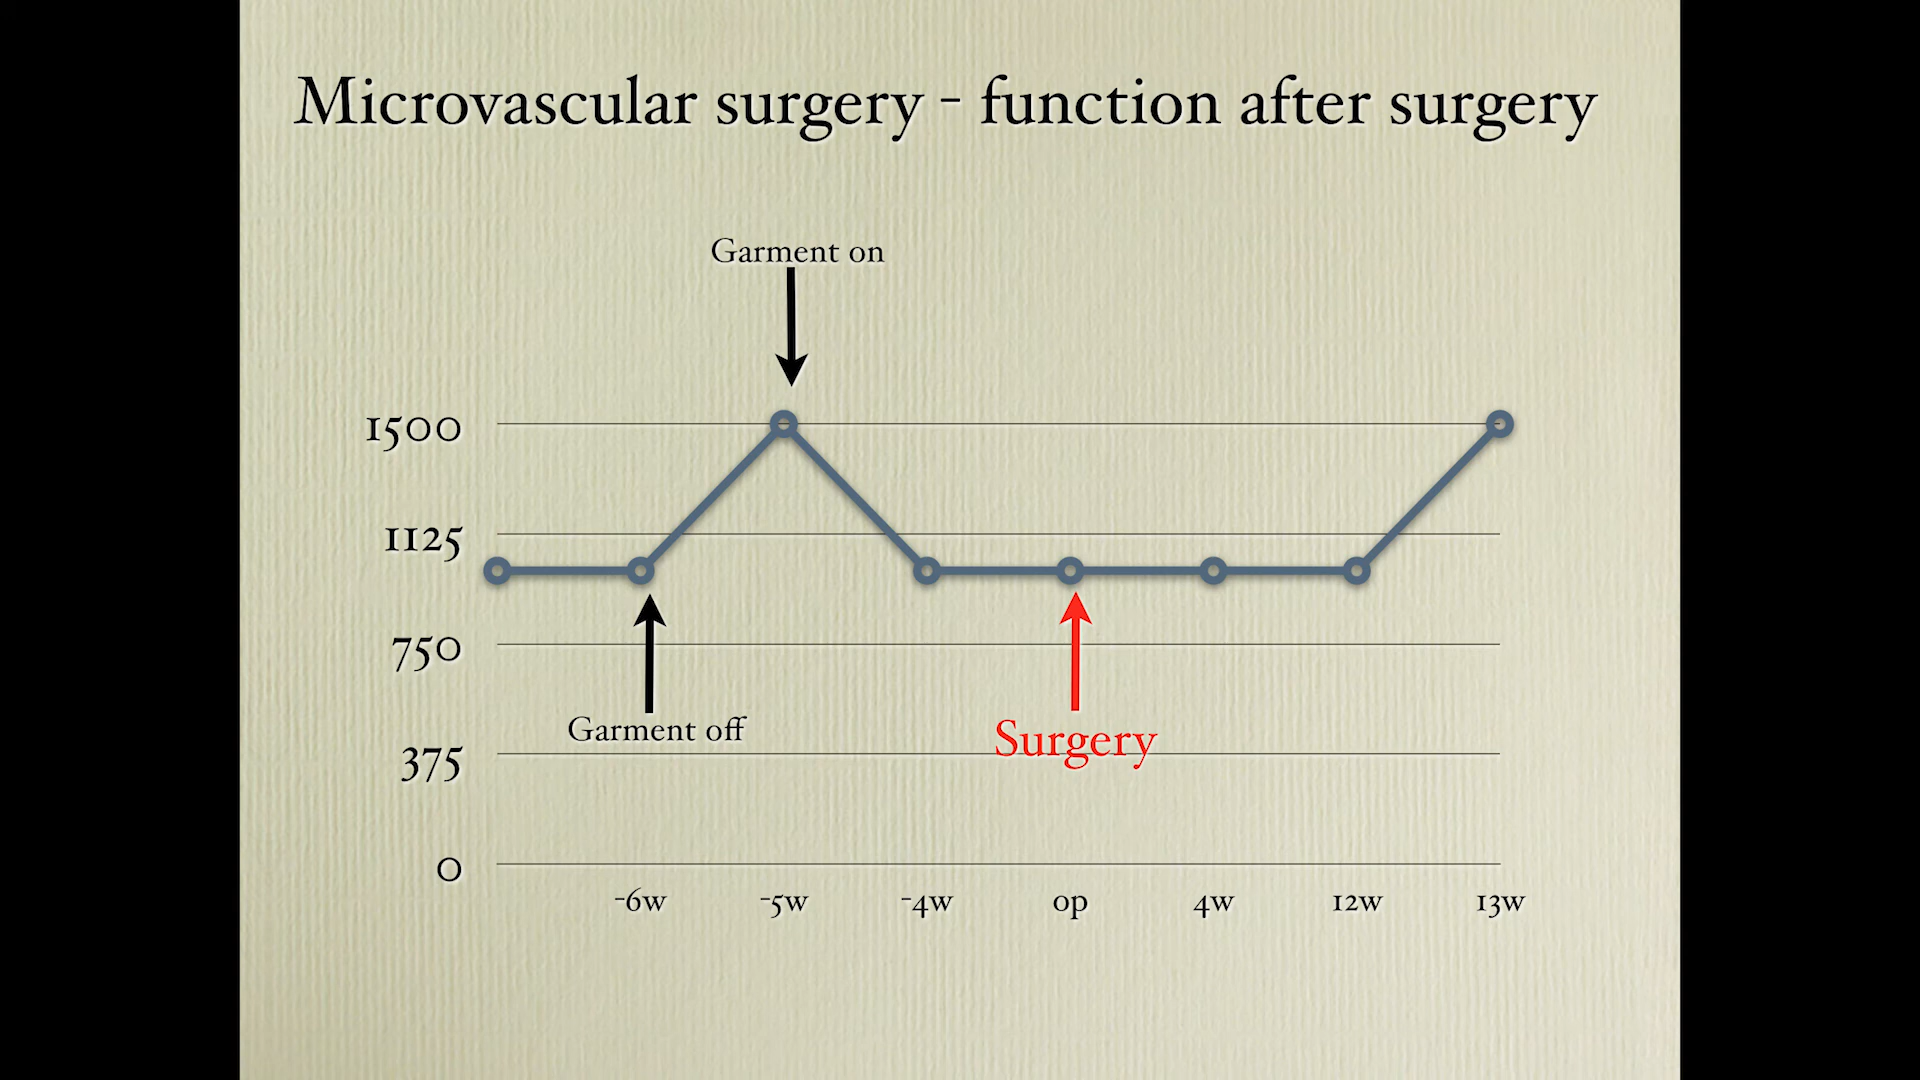 Microvascular surgery - function after surgery
Garment on
1500
1125
750
Garment off
Surgery
375
0
-6w
-5w
-4w
op
4w
12w
13w